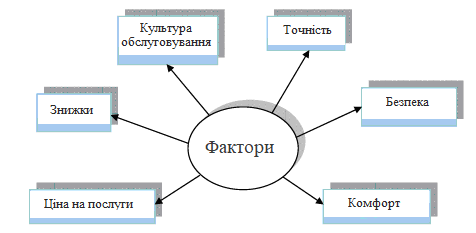 Культура
обслуговування
Точність
Знижки
Безпека
Фактори
Ціна на послуги
Комфорт